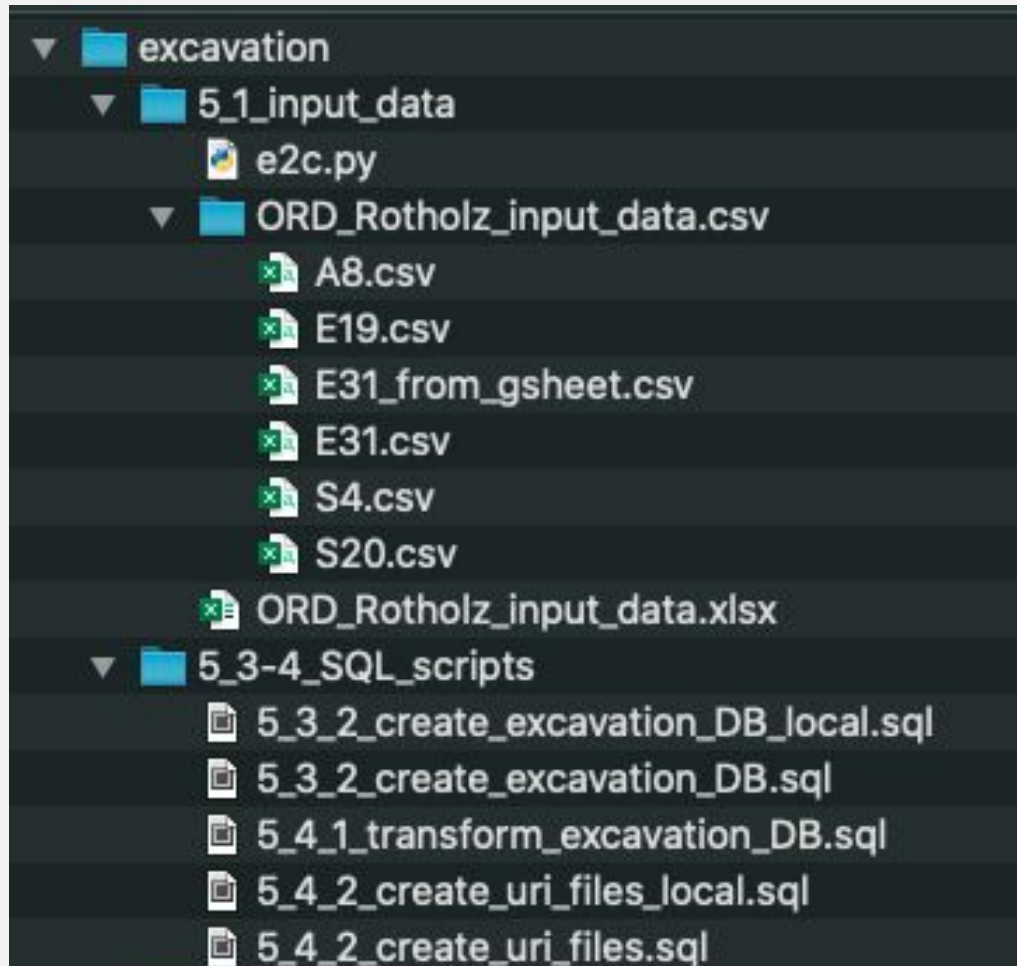 excavation
5_1_input_data
e2c.py
ORD_Rotholz_input_data.csv
A8.csv
E19.csv
E31_from_gsheet.csv
E31.csv
S4.csv
S20.csv
ORD_Rotholz_input_data.xlsx
5_3-4_SQL_scripts
5_3_2_create_excavation_DB_local.sql
5_3_2_create_excavation_DB.sql
5_4_1_transform_excavation_DB.sql
5_4_2_create_uri_files_local.sql
5_4_2_create_uri_files.sql